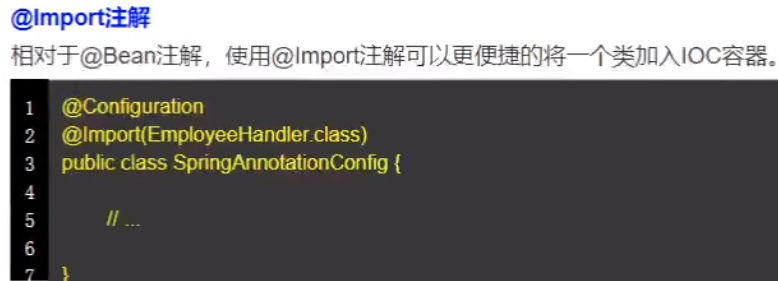 @Import注解
相对于@Bean注解，使用@Import注解可以更便捷的将一个类加入IOC容器。
1 @Configuration
2 @Import(EmployeeHandler.class)
3 public class SpringAnnotationConfig {
4
5 // ...
6
7 }